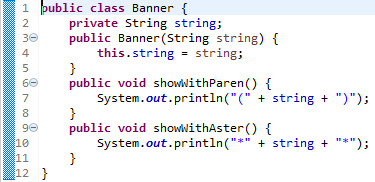 1 public class Banner {
2     private String string;
3     public Banner(String string) {
4         this.string = string;
5     }
6     public void showWithParen() {
7         System.out.println("(" + string + ")");
8     }
9     public void showWithAster() {
10         System.out.println("*" + string + "*");
11     }
12 }